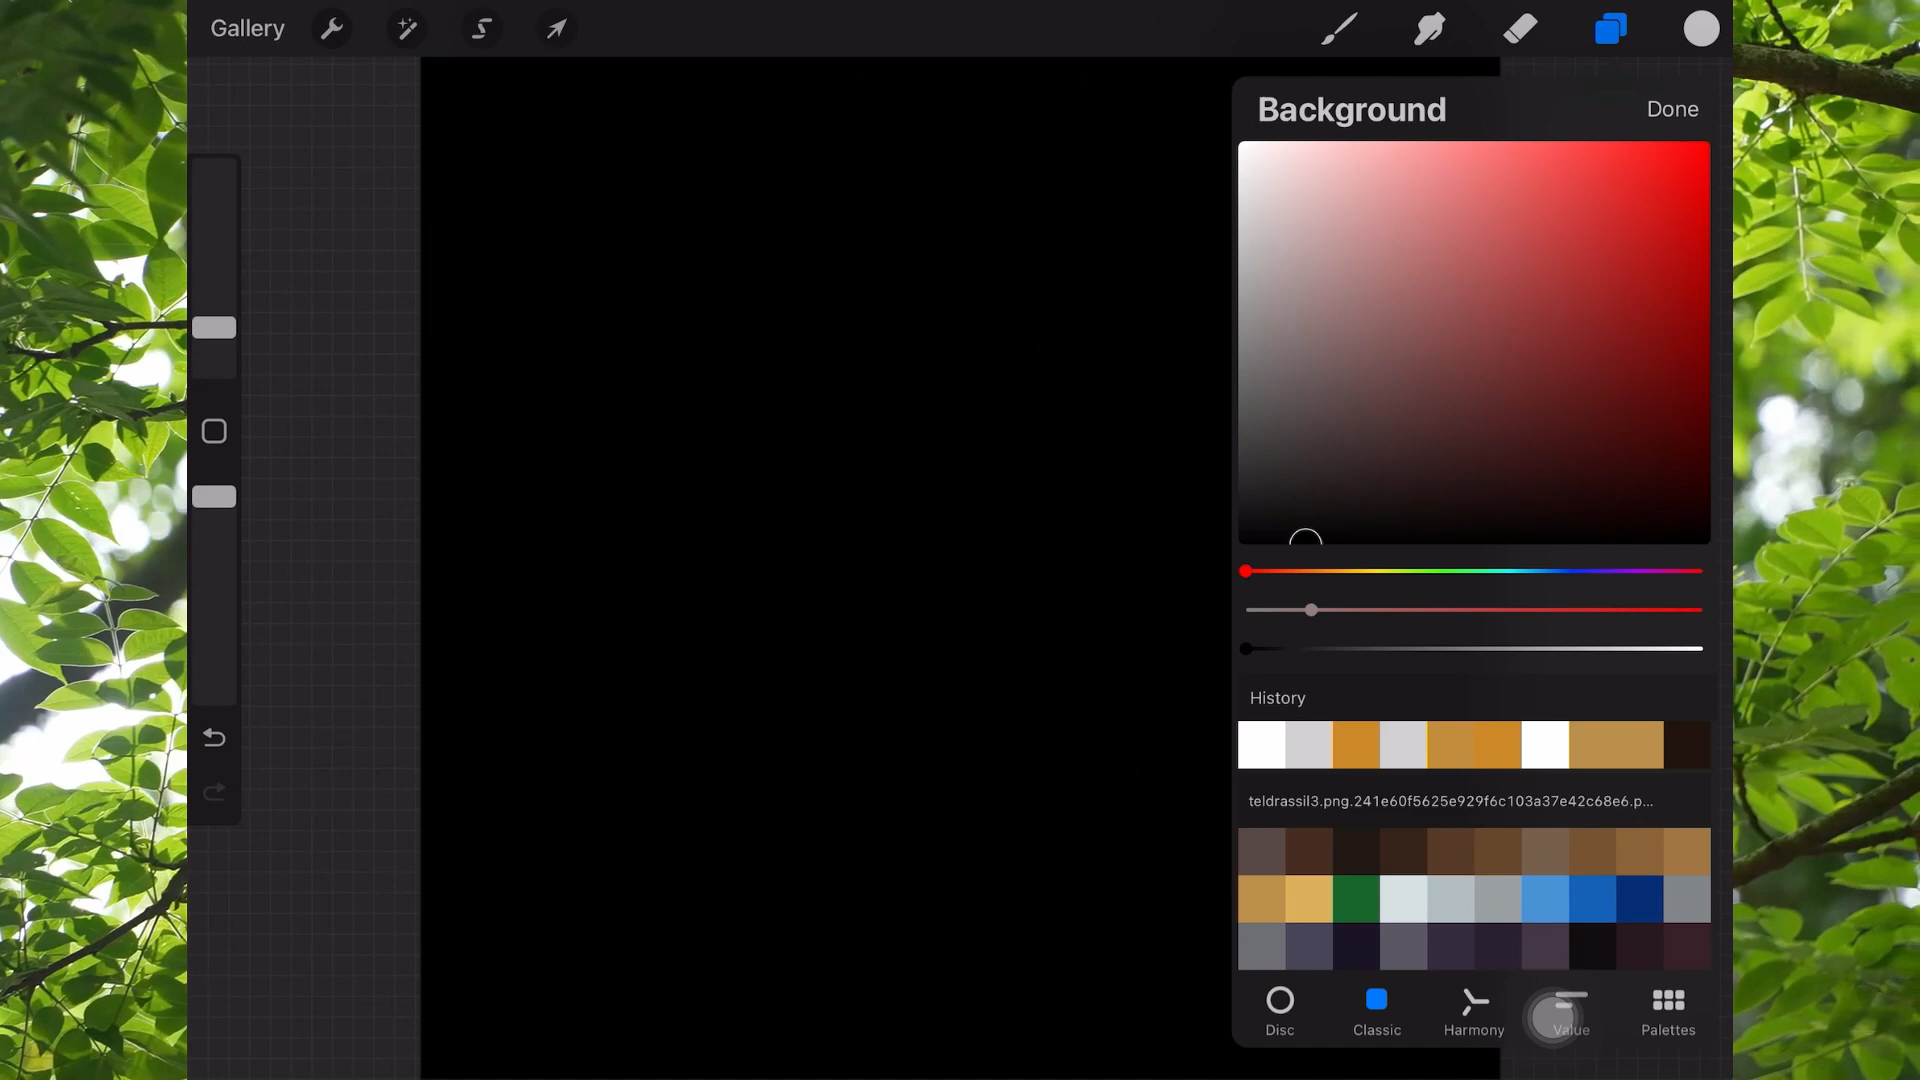 Gallery
Background
Done
History
teldrassil3.png.241e60f5625e929f6c103a37e42c68e6.p...
Disc
Classic
Harmony
Value
Palettes